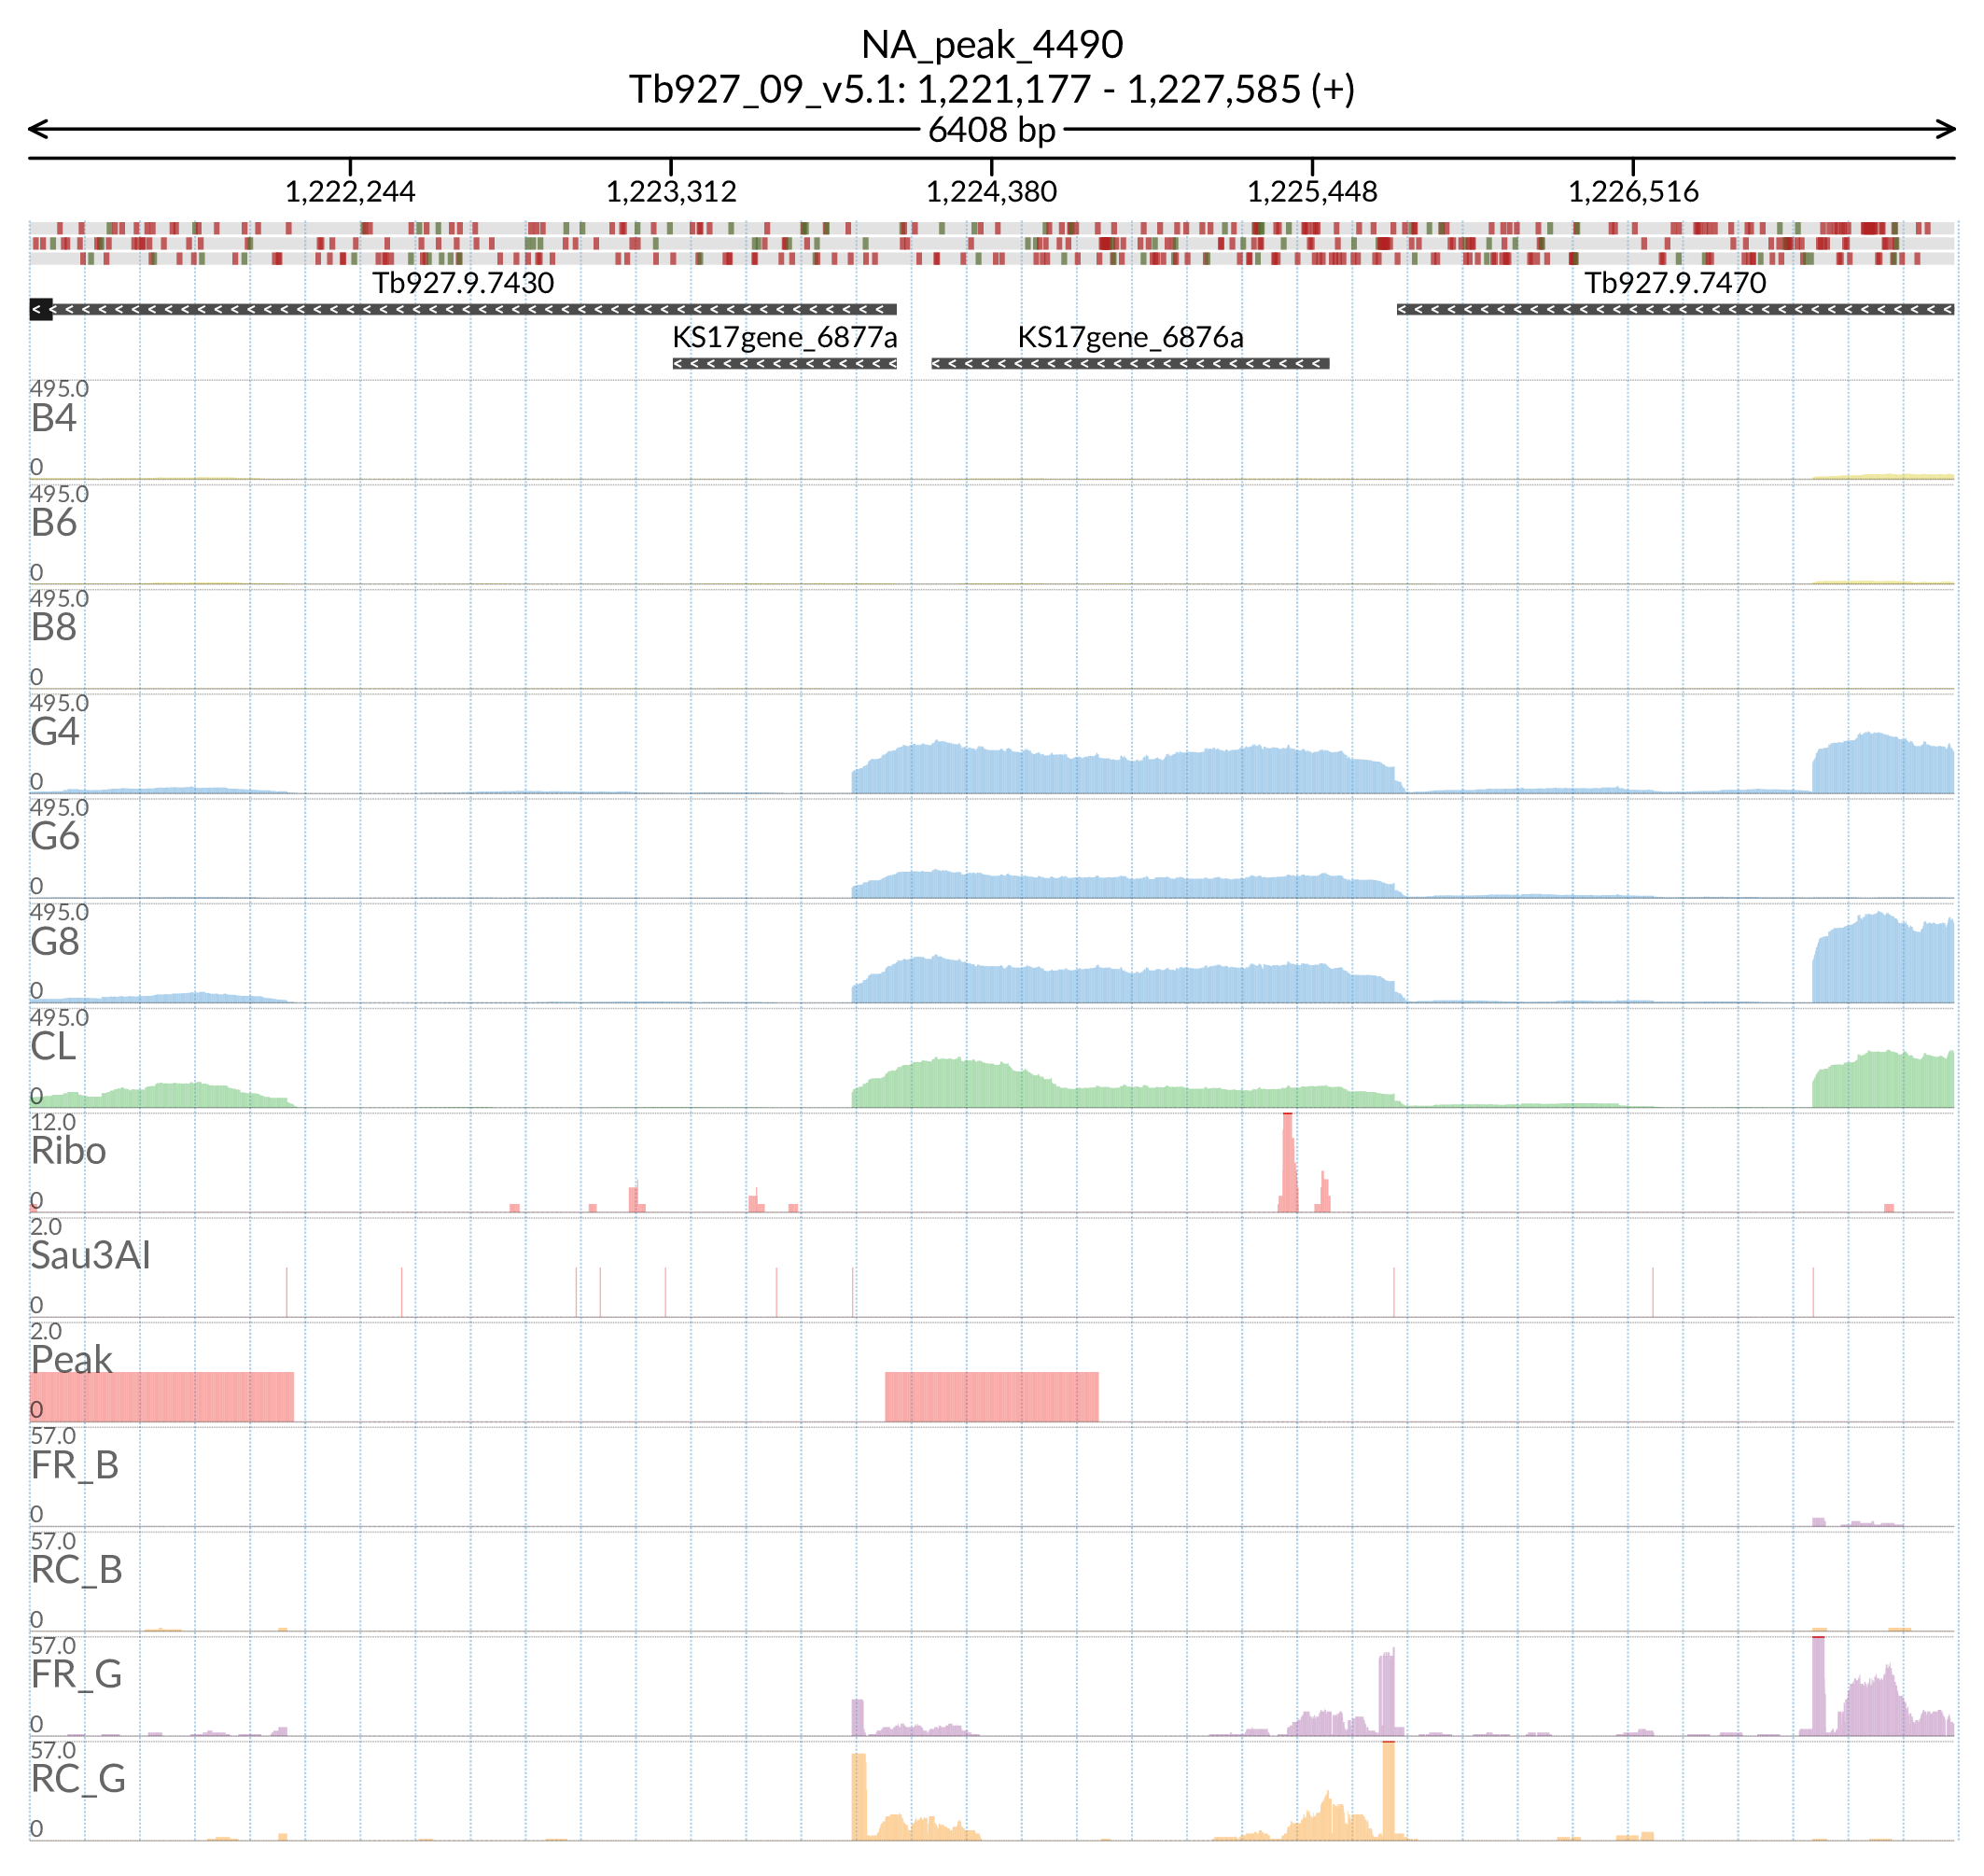 NA_peak_4490
Tb927_09_v5.1: 1,221,177 - 1,227,585 (+)
6408 bp
1,222,244 1,223,312 1,224,380 1,225,448 1,226,516
Tb927.9.7430 Tb927.9.7470
KS17gene_6877a KS17gene_6876a
495.0
B4
0
495.0
B6
0
495.0
B8
0
495.0
G4
0
495.0
G6
0
495.0
G8
0
495.0
CL
0
12.0
Ribo
0
2.0
Sau3AI
0
2.0
Peak
0
57.0
FR_B
0
57.0
RC_B
0
57.0
FR_G
0
57.0
RC_G
0